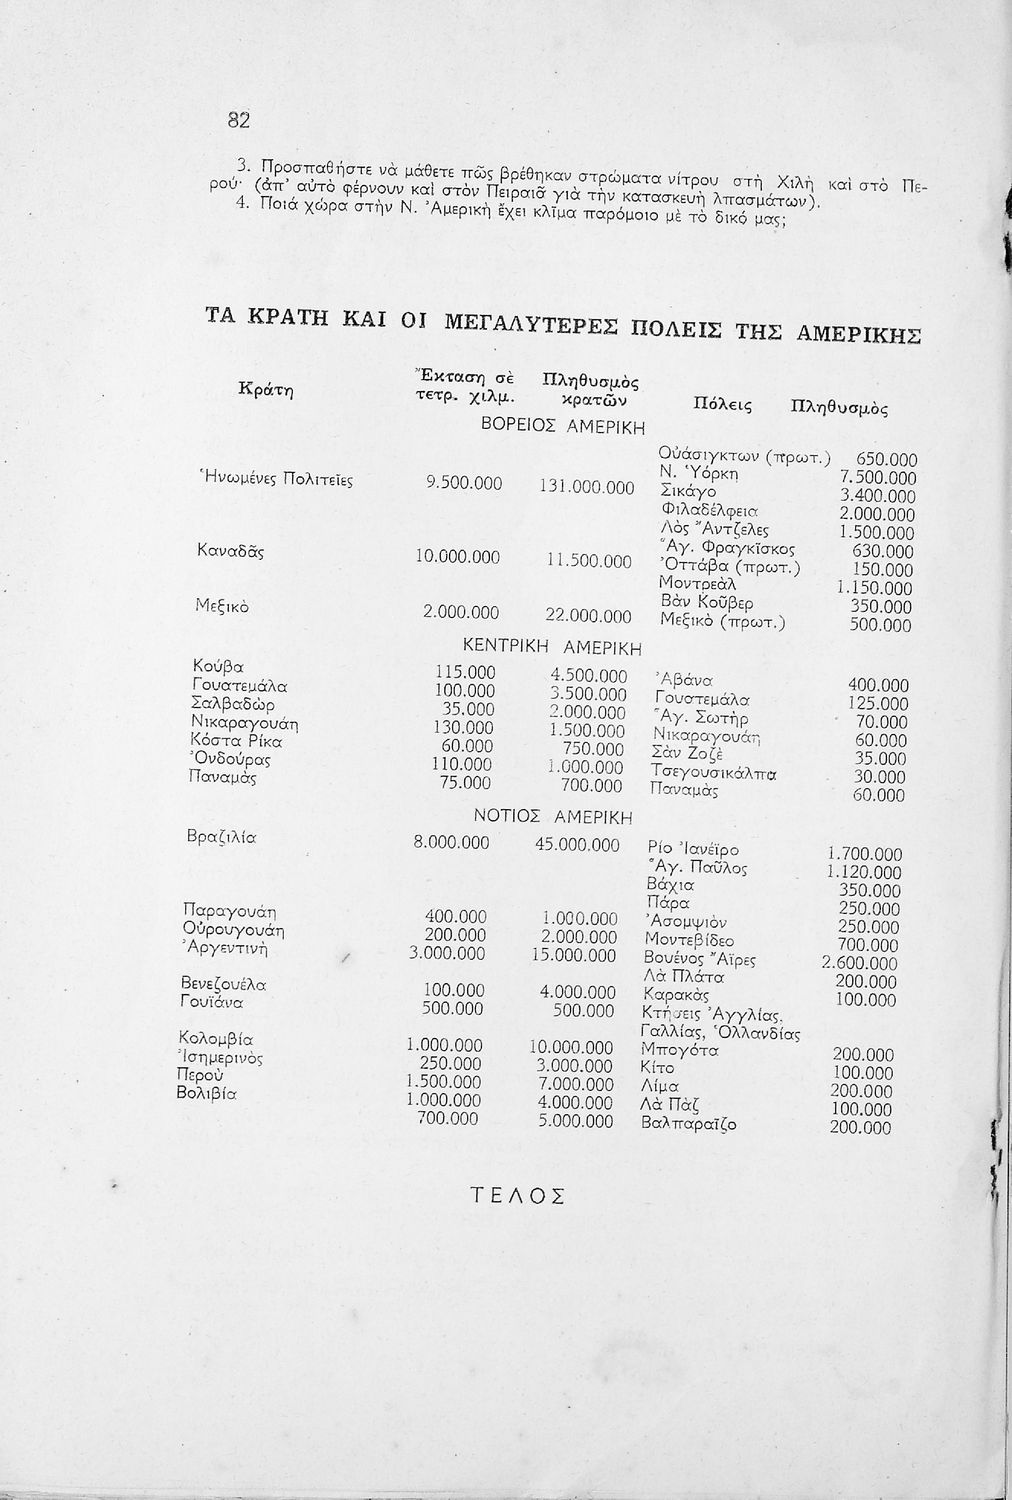 82
3. Προσπαθήστε νὰ μάθετε πῶς βρέθηκαν στρώματα νίτρου στὴ Χιλὴ καὶ στὸ Πε-
ρού· (ἀπ' αὐτὸ φέρνουν καὶ στὸν Πειραιᾶ γιὰ τὴν κατασκευὴ λπασμάτων).
4. Ποιά χώρα στὴν Ν. Ἀμερικὴ ἔχει κλῖμα παρόμοιο μὲ τὸ δικό μας;
ΤΑ ΚΡΑΤΗ ΚΑΙ ΟΙ ΜΕΓΑΛΥΤΕΡΕΣ ΠΟΛΕΙΣ ΤΗΣ ΑΜΕΡΙΚΗΣ
Κράτη Ἔκταση σὲ τετρ. χιλμ. Πληθυσμὸς κρατῶν Πόλεις Πληθυσμὸς
ΒΟΡΕΙΟΣ ΑΜΕΡΙΚΗ
Οὐάσιγκτων (πρωτ.) 650.000
Ἡνωμένες Πολιτεῖες 9.500.000 131.000.000 Ν. Ὑόρκη 7.500.000
Σικάγο 3.400.000
Φιλαδέλφεια 2.000.000
Λὸς Ἄντζελες 1.500.000
Ἅγ. Φραγκῖσκος 630.000
Καναδᾶς 10.000.000 11.500.000 Ὀττάβα (πρωτ.) 150.000
Μοντρεὰλ 1.150.000
Βὰν Κοῦβερ 350.000
Μεξικὸ 2.000.000 22.000.000 Μεξικὸ (πρωτ.) 500.000
ΚΕΝΤΡΙΚΗ ΑΜΕΡΙΚΗ
Κούβα 115.000 4.500.000 Ἀβάνα 400.000
Γουατεμάλα 100.000 3.500.000 Γουατεμάλα 125.000
Σαλβαδὼρ 35.000 2.000.000 Ἅγ. Σωτὴρ 70.000
Νικαραγουάη 130.000 1.500.000 Νικαραγουάη 60.000
Κόστα Ρίκα 60.000 750.000 Σὰν Ζοζὲ 35.000
Ὀνδούρας 110.000 1.000.000 Τσεγουσικάλπα 30.000
Παναμὰς 75.000 700.000 Παναμὰς 60.000
ΝΟΤΙΟΣ ΑΜΕΡΙΚΗ
Βραζιλία 8.000.000 45.000.000 Ρίο Ἰανέϊρο 1.700.000
Ἅγ. Παῦλος 1.120.000
Βάχια 350.000
Πάρα 250.000
Παραγουάη 400.000 1.000.000 Ἀσομψιὸν 250.000
Οὐρουγουάη 200.000 2.000.000 Μοντεβίδεο 700.000
Ἀργεντινὴ 3.000.000 15.000.000 Βουένος Ἄϊρες 2.600.000
Λὰ Πλάτα 200.000
Βενεζουέλα 100.000 4.000.000 Καρακὰς 100.000
Γουϊάνα 500.000 500.000 Κτήσεις Ἀγγλίας,
Γαλλίας, Ὁλλανδίας
Κολομβία 1.000.000 10.000.000 Μπογότα 200.000
Ἰσημερινὸς 250.000 3.000.000 Κίτο 100.000
Περοὺ 1.500.000 7.000.000 Λίμα 200.000
Βολιβία 1.000.000 4.000.000 Λὰ Πὰζ 100.000
700.000 5.000.000 Βαλπαραῖζο 200.000
ΤΕΛΟΣ